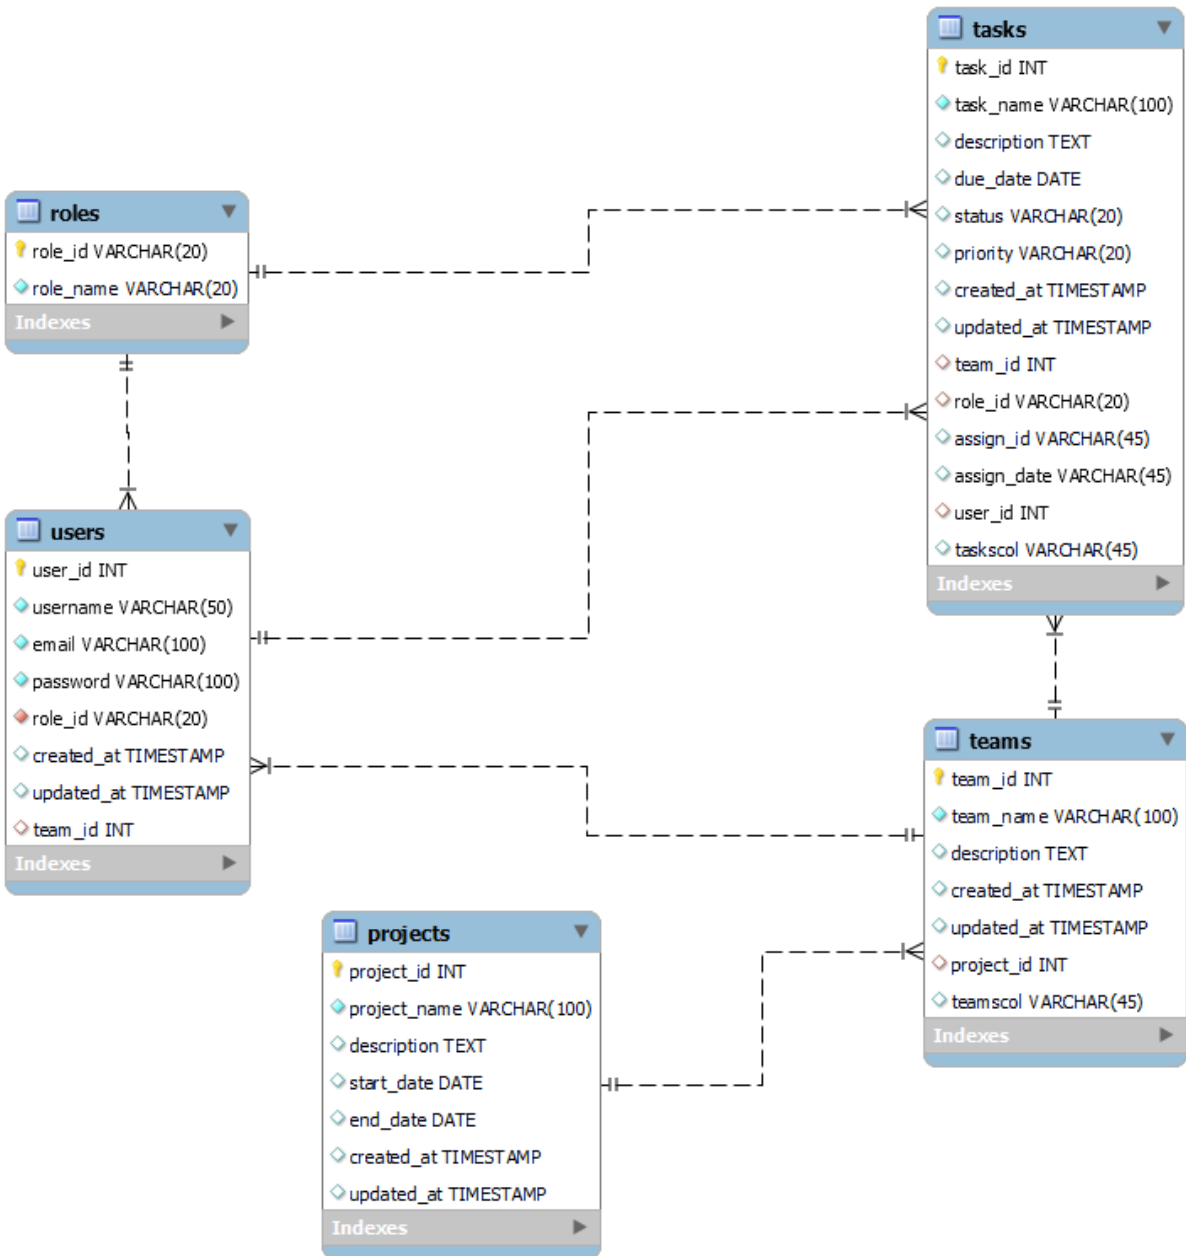 roles
role_id VARCHAR(20)
role_name VARCHAR(20)
Indexes
users
user_id INT
username VARCHAR(50)
email VARCHAR(100)
password VARCHAR(100)
role_id VARCHAR(20)
created_at TIMESTAMP
updated_at TIMESTAMP
team_id INT
Indexes
projects
project_id INT
project_name VARCHAR(100)
description TEXT
start_date DATE
end_date DATE
created_at TIMESTAMP
updated_at TIMESTAMP
Indexes
tasks
task_id INT
task_name VARCHAR(100)
description TEXT
due_date DATE
status VARCHAR(20)
priority VARCHAR(20)
created_at TIMESTAMP
updated_at TIMESTAMP
team_id INT
role_id VARCHAR(20)
assign_id VARCHAR(45)
assign_date VARCHAR(45)
user_id INT
taskscol VARCHAR(45)
Indexes
teams
team_id INT
team_name VARCHAR(100)
description TEXT
created_at TIMESTAMP
updated_at TIMESTAMP
project_id INT
teamscol VARCHAR(45)
Indexes